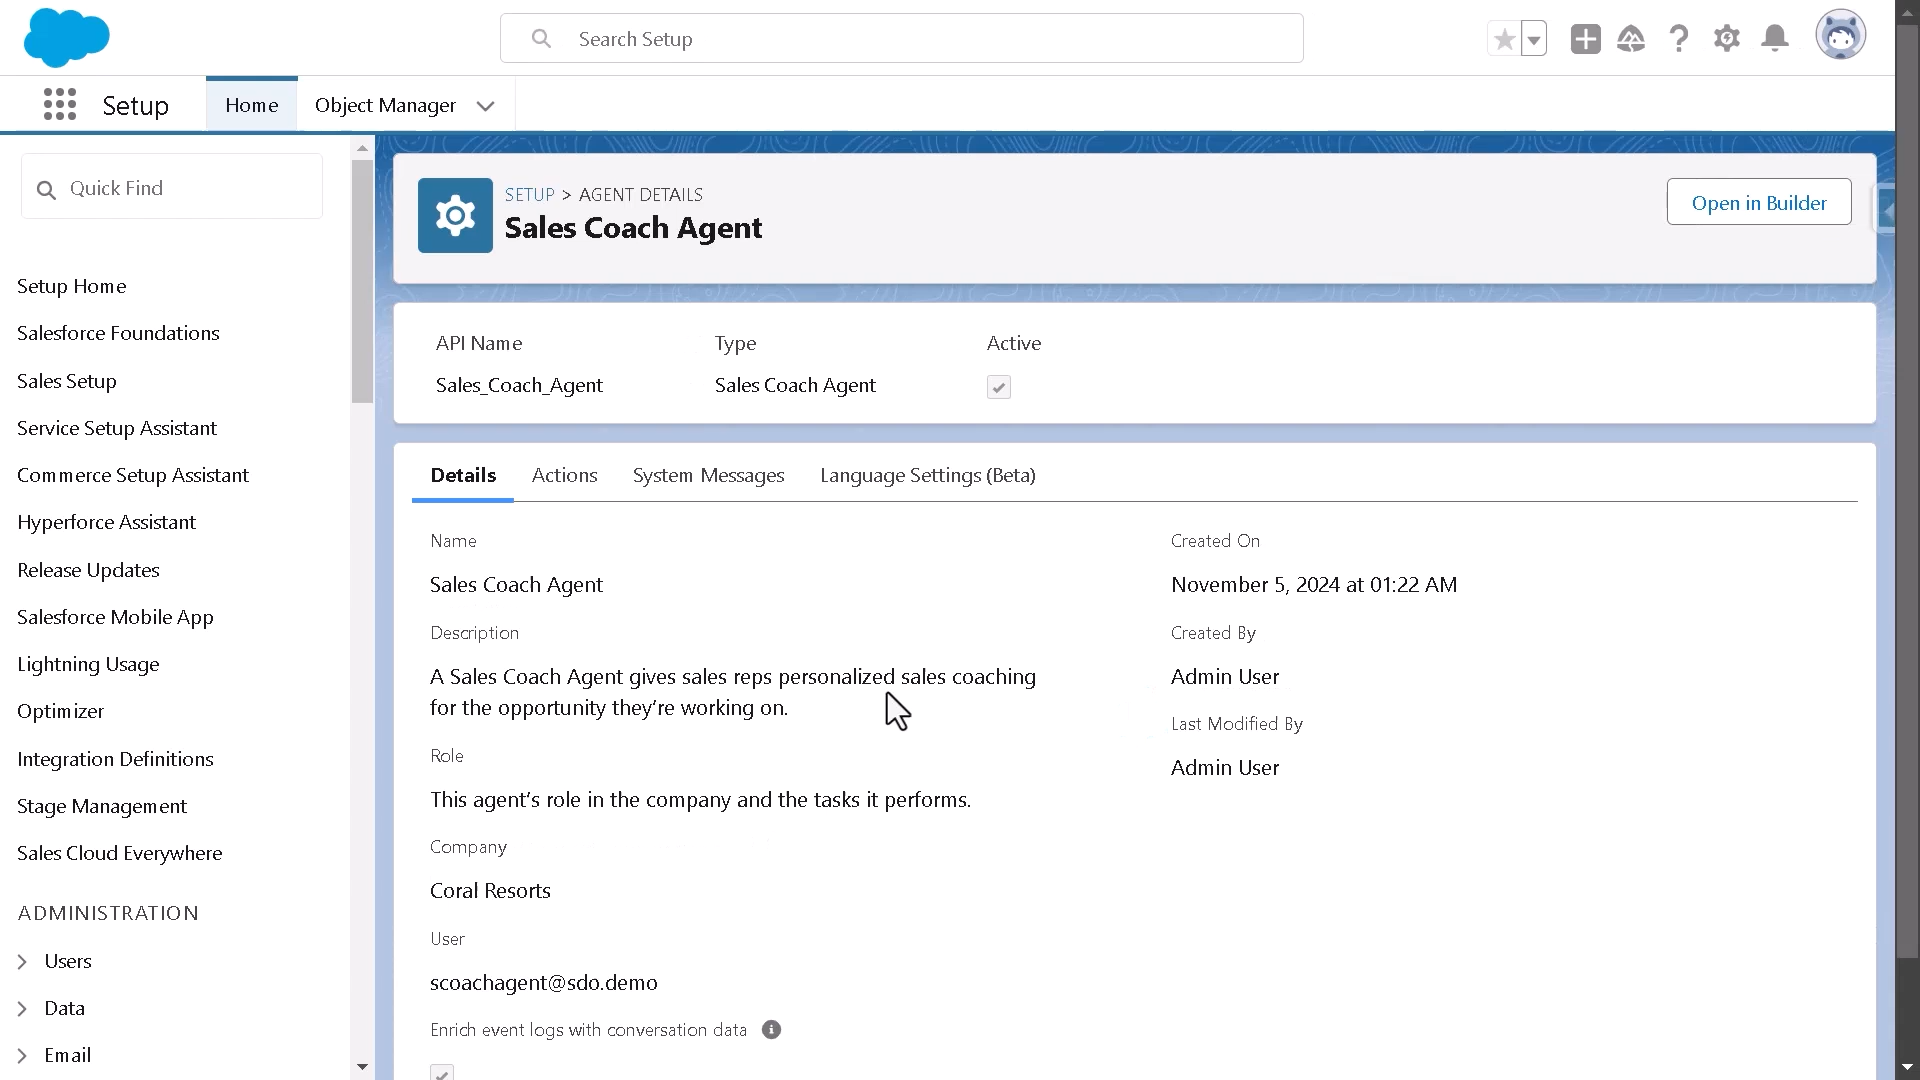 Search Setup
Setup
Home
Object Manager
Quick Find
Setup Home
Salesforce Foundations
Sales Setup
Service Setup Assistant
Commerce Setup Assistant
Hyperforce Assistant
Release Updates
Salesforce Mobile App
Lightning Usage
Optimizer
Integration Definitions
Stage Management
Sales Cloud Everywhere
ADMINISTRATION
Users
Data
Email
SETUP > AGENT DETAILS
Sales Coach Agent
Open in Builder
API Name
Type
Active
Sales_Coach_Agent
Sales Coach Agent
Details
Actions
System Messages
Language Settings (Beta)
Name
Sales Coach Agent
Description
A Sales Coach Agent gives sales reps personalized sales coaching
for the opportunity they’re working on.
Role
This agent’s role in the company and the tasks it performs.
Company
Coral Resorts
User
scoachagent@sdo.demo
Enrich event logs with conversation data
Created On
November 5, 2024 at 01:22 AM
Created By
Admin User
Last Modified By
Admin User